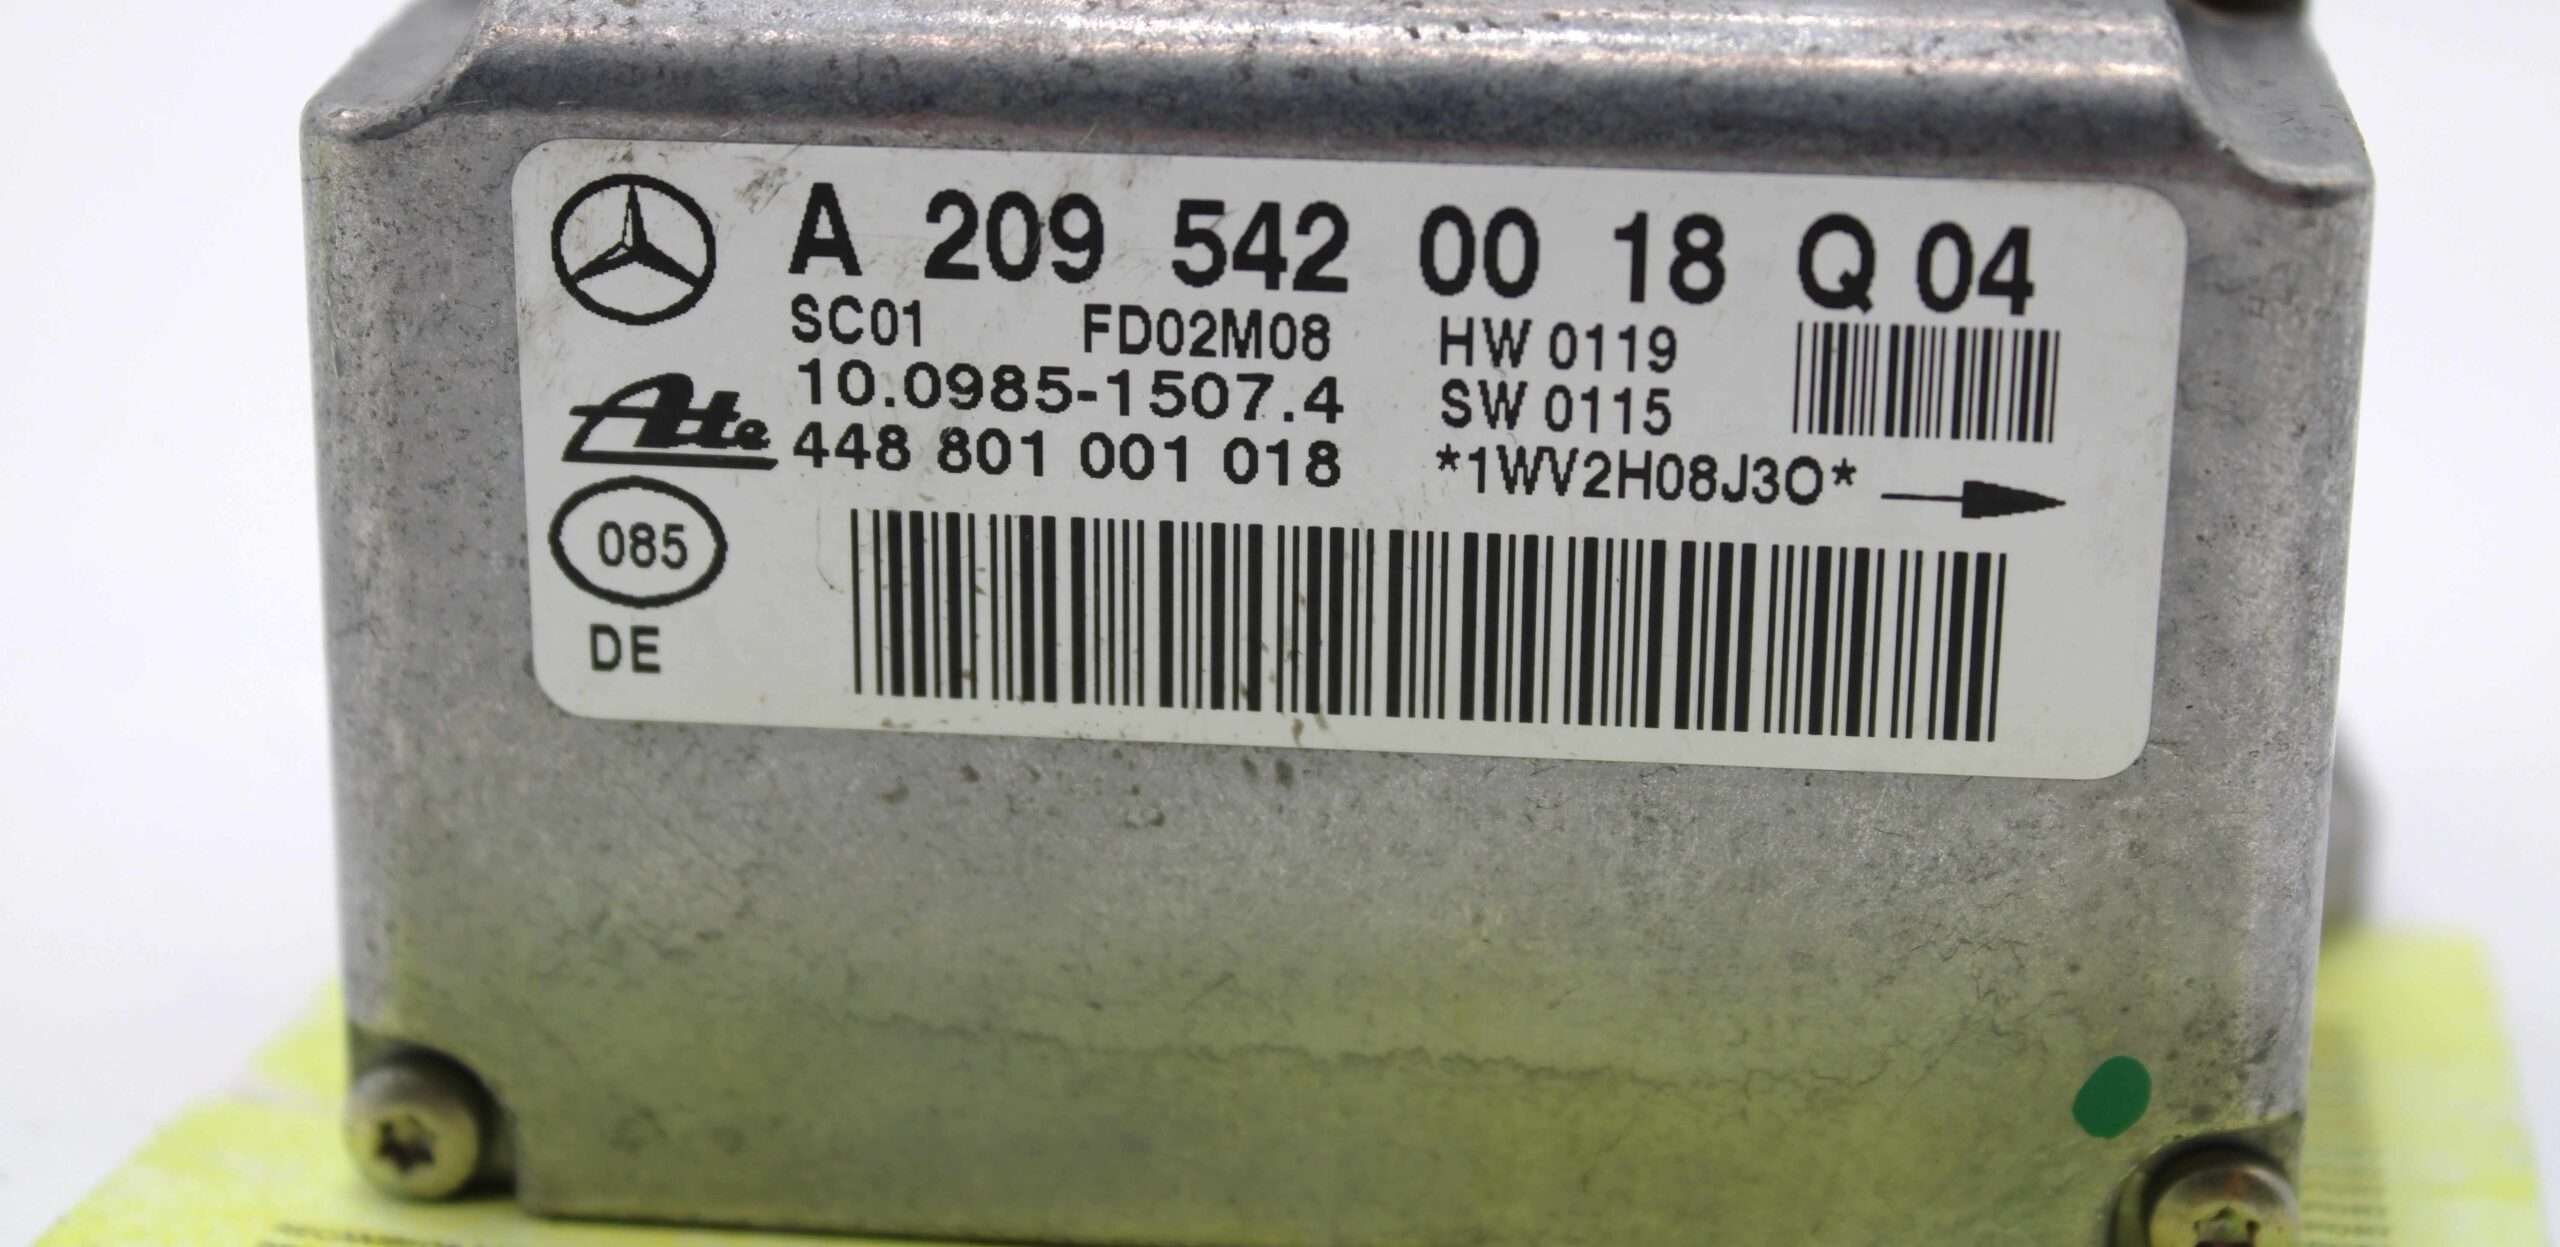 A 209 542 00 18 Q 04
SC01 FD02M08 HW 0119
10.0985-1507.4 SW 0115
Ate 448 801 001 018 *1WV2H08J3O*
085
DE